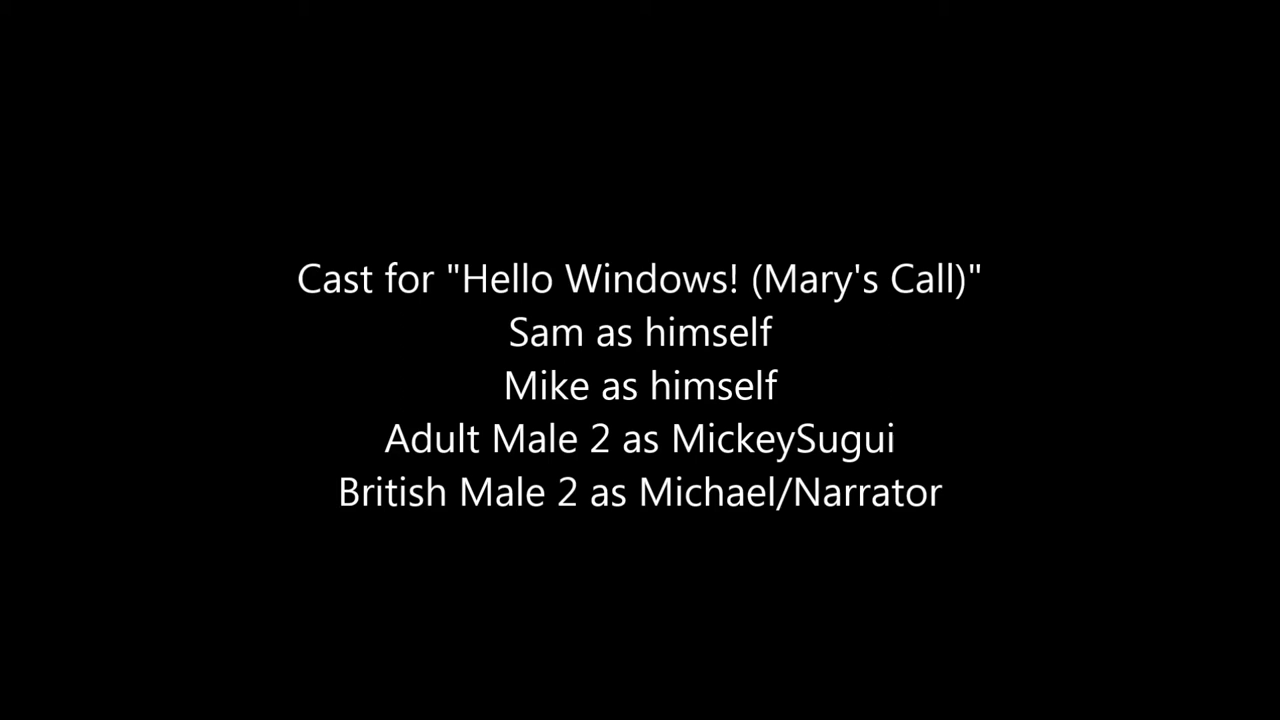 Cast for "Hello Windows! (Mary's Call)"
Sam as himself
Mike as himself
Adult Male 2 as MickeySugui
British Male 2 as Michael/Narrator